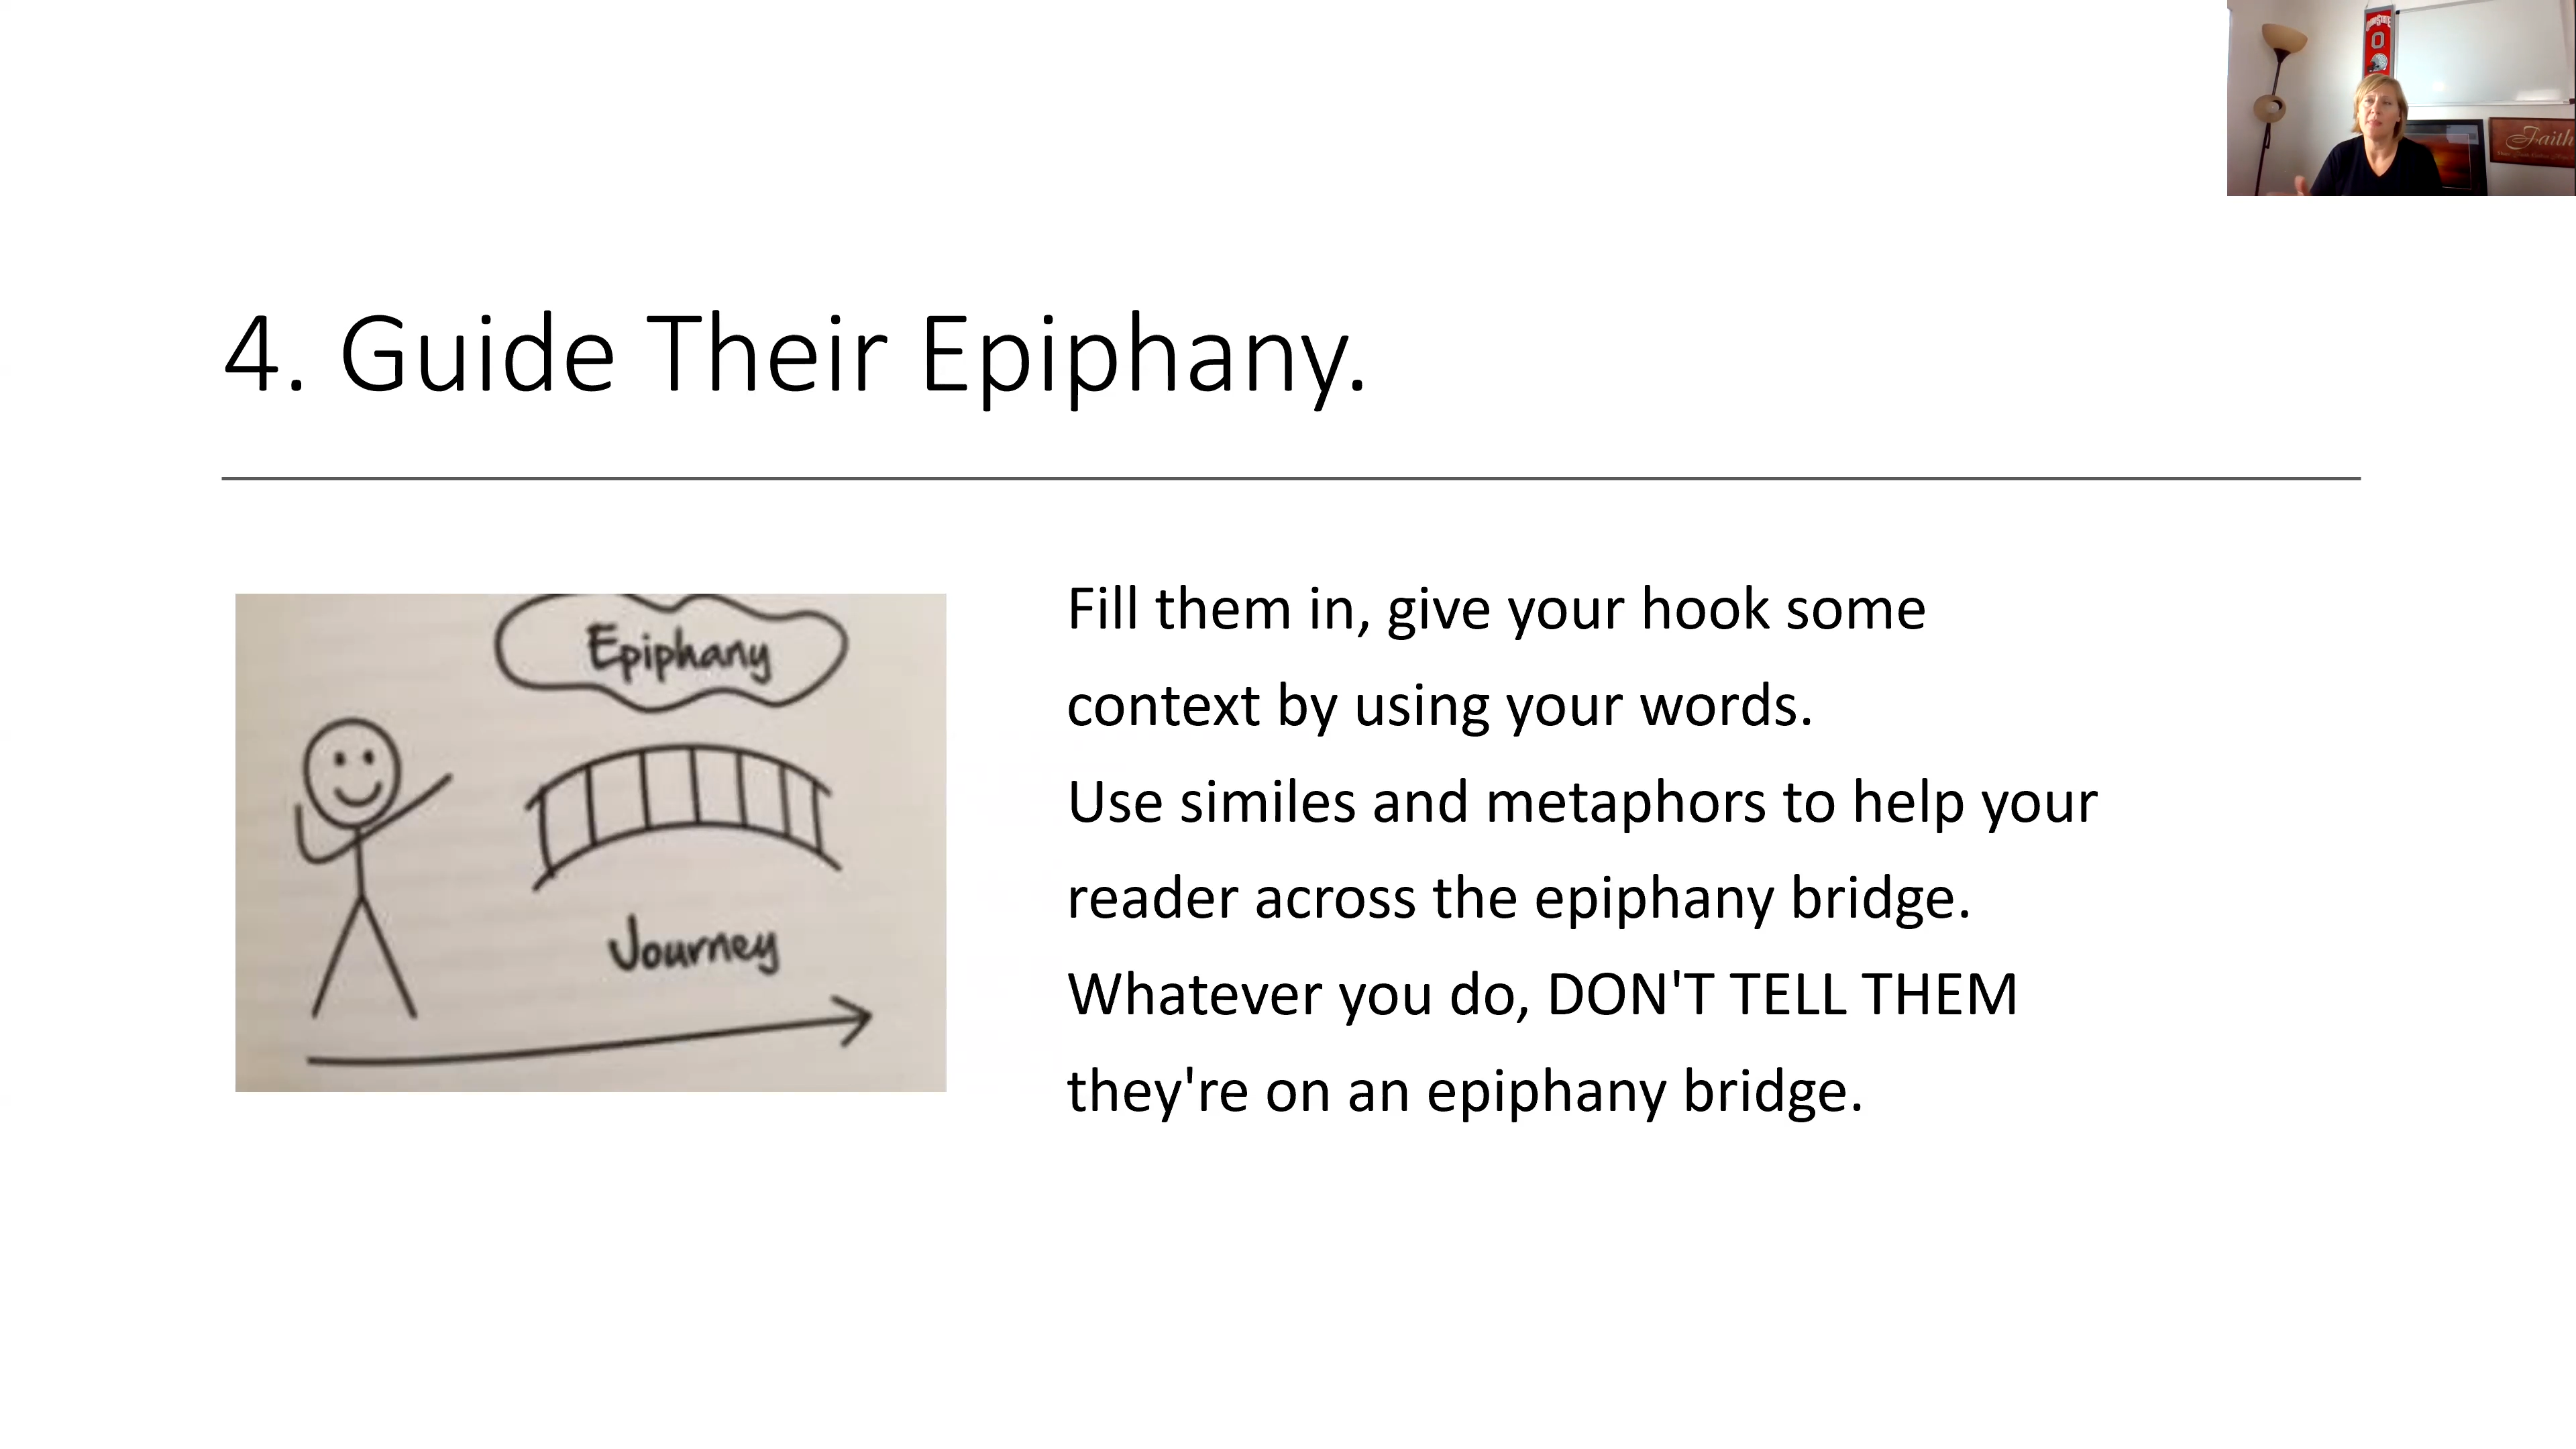 4. Guide Their Epiphany.
Epiphany
Journey
Fill them in, give your hook some
context by using your words.
Use similes and metaphors to help your
reader across the epiphany bridge.
Whatever you do, DON'T TELL THEM
they're on an epiphany bridge.
O
Faith